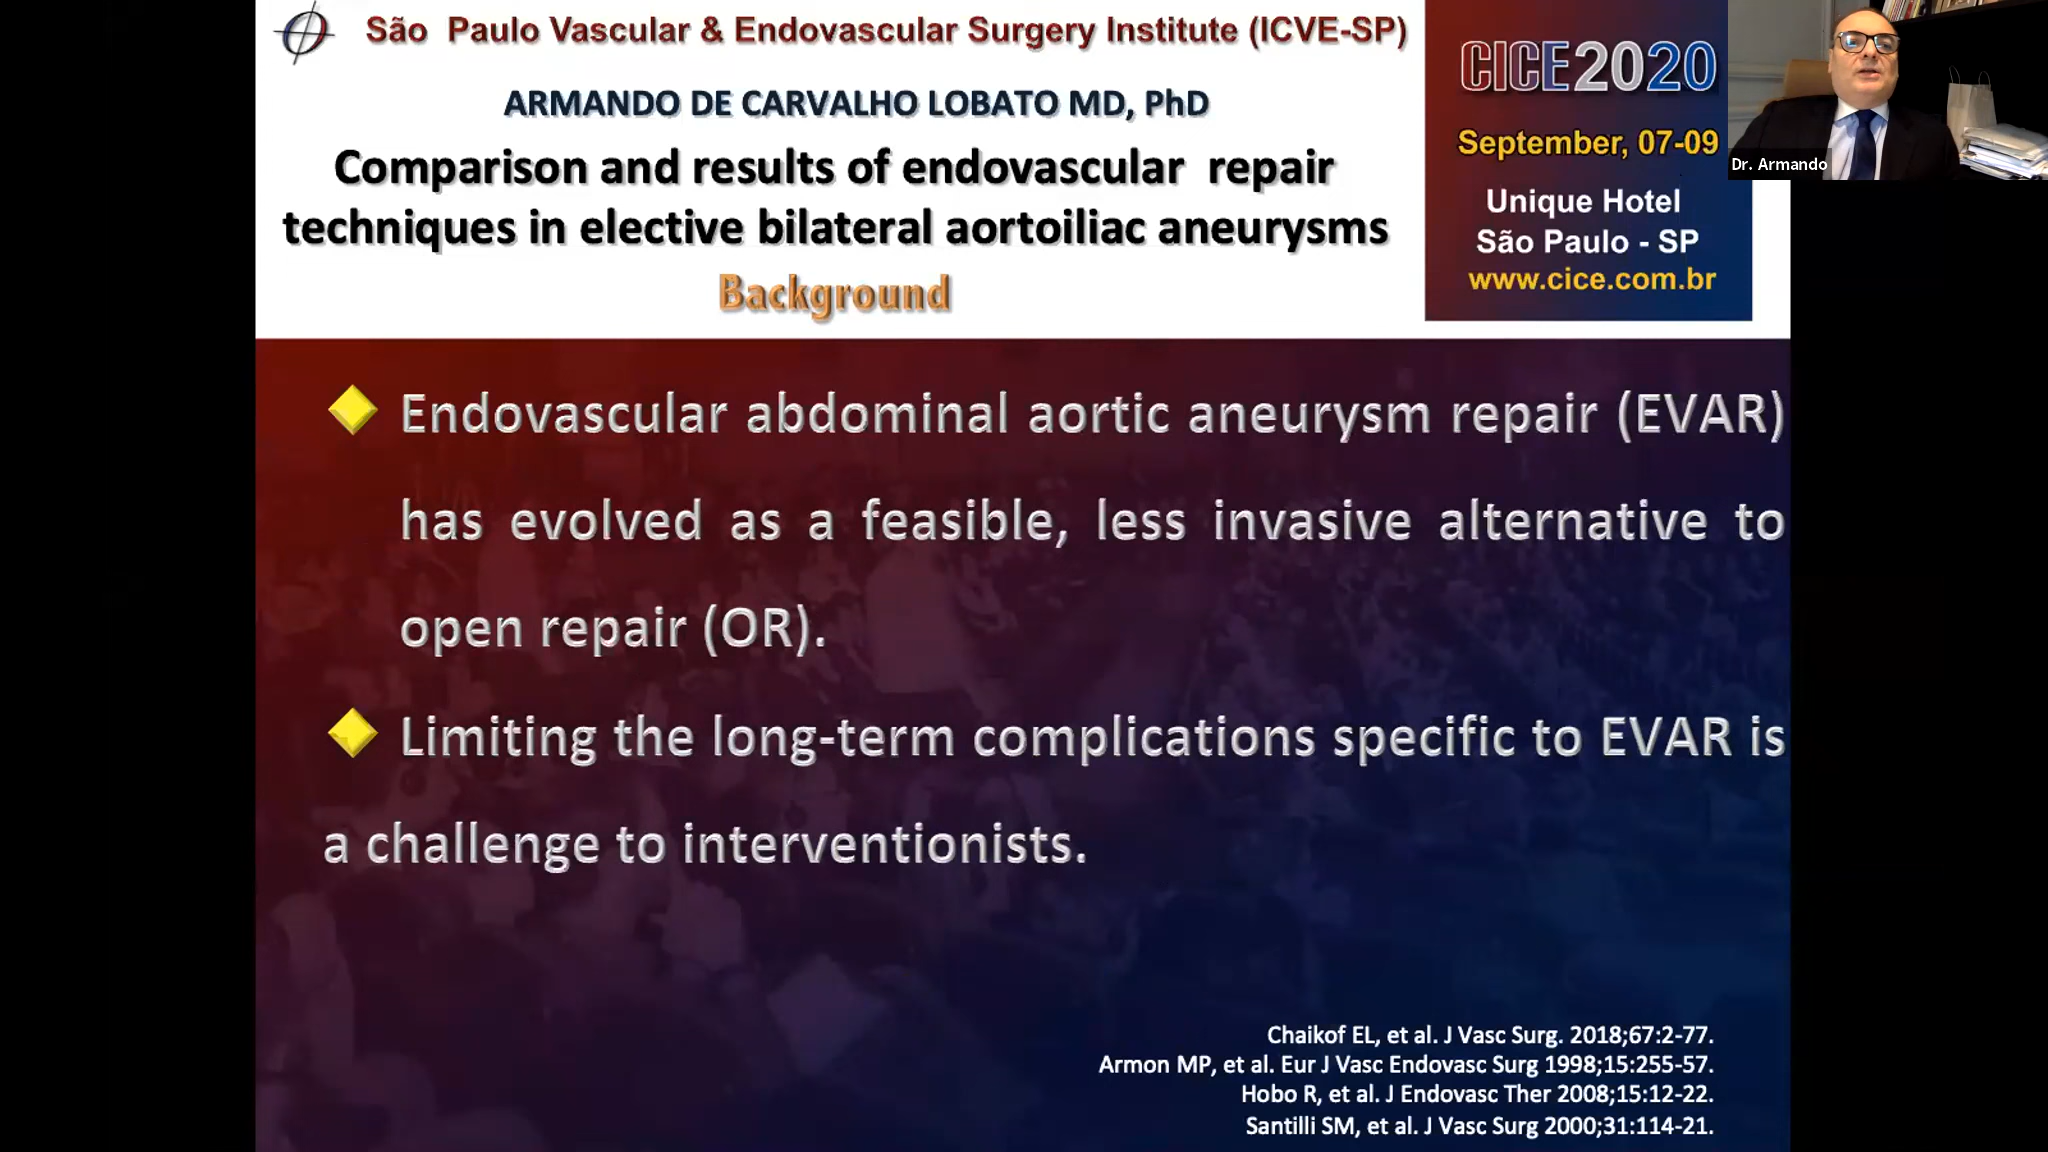 São Paulo Vascular & Endovascular Surgery Institute (ICVE-SP)
ARMANDO DE CARVALHO LOBATO MD, PhD
Comparison and results of endovascular repair
techniques in elective bilateral aortoiliac aneurysms
Background
CICE2020
September, 07-09
Unique Hotel
São Paulo - SP
www.cice.com.br
Dr. Armando
Endovascular abdominal aortic aneurysm repair (EVAR)
has evolved as a feasible, less invasive alternative to
open repair (OR).
Limiting the long-term complications specific to EVAR is
a challenge to interventionists.
Chaikof EL, et al. J Vasc Surg. 2018;67:2-77.
Armon MP, et al. Eur J Vasc Endovasc Surg 1998;15:255-57.
Hobo R, et al. J Endovasc Ther 2008;15:12-22.
Santilli SM, et al. J Vasc Surg 2000;31:114-21.